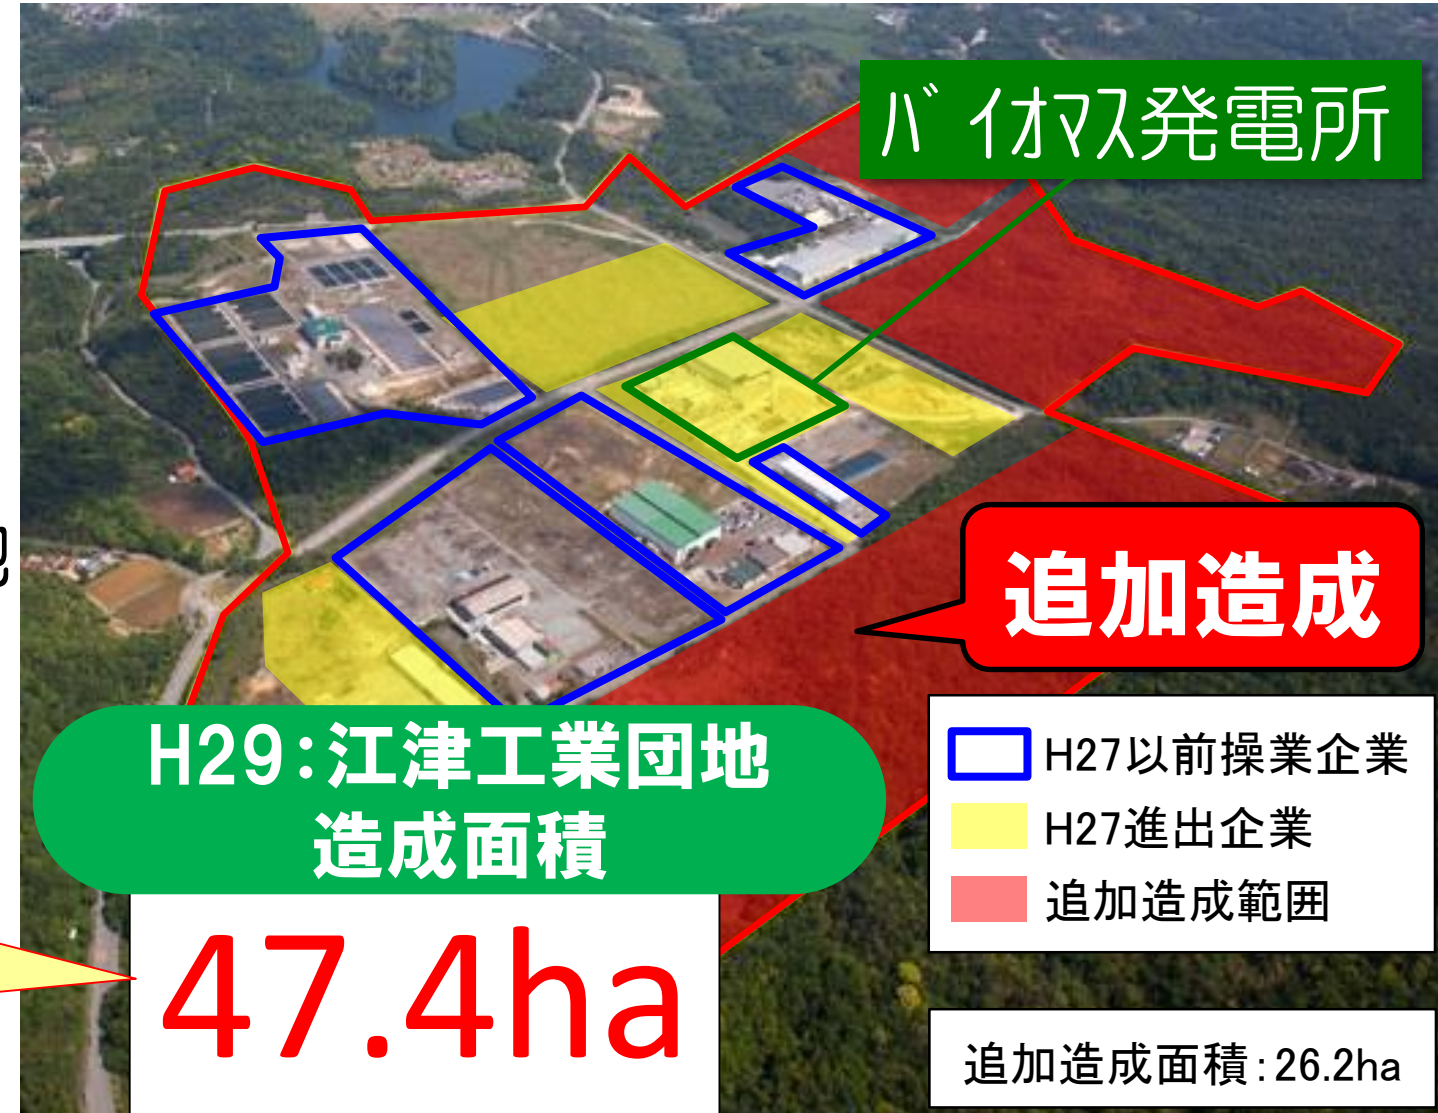 バイオマス発電所
追加造成
H29:江津工業団地
造成面積
47.4ha
H27以前操業企業
H27進出企業
追加造成範囲
追加造成面積:26.2ha